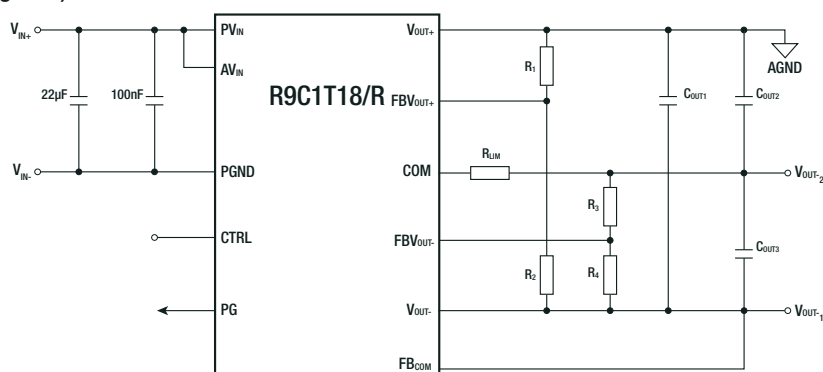 VIN+
PVIN
VOUT+
AGND
R1
AVIN
22µF
100nF
R9C1T18/R
FBVOUT+
COUT1
COUT2
RLIM
VIN-
PGND
COM
VOUT-2
R3
CTRL
FBVOUT-
COUT3
R2
R4
PG
VOUT-
VOUT-1
FBCOM